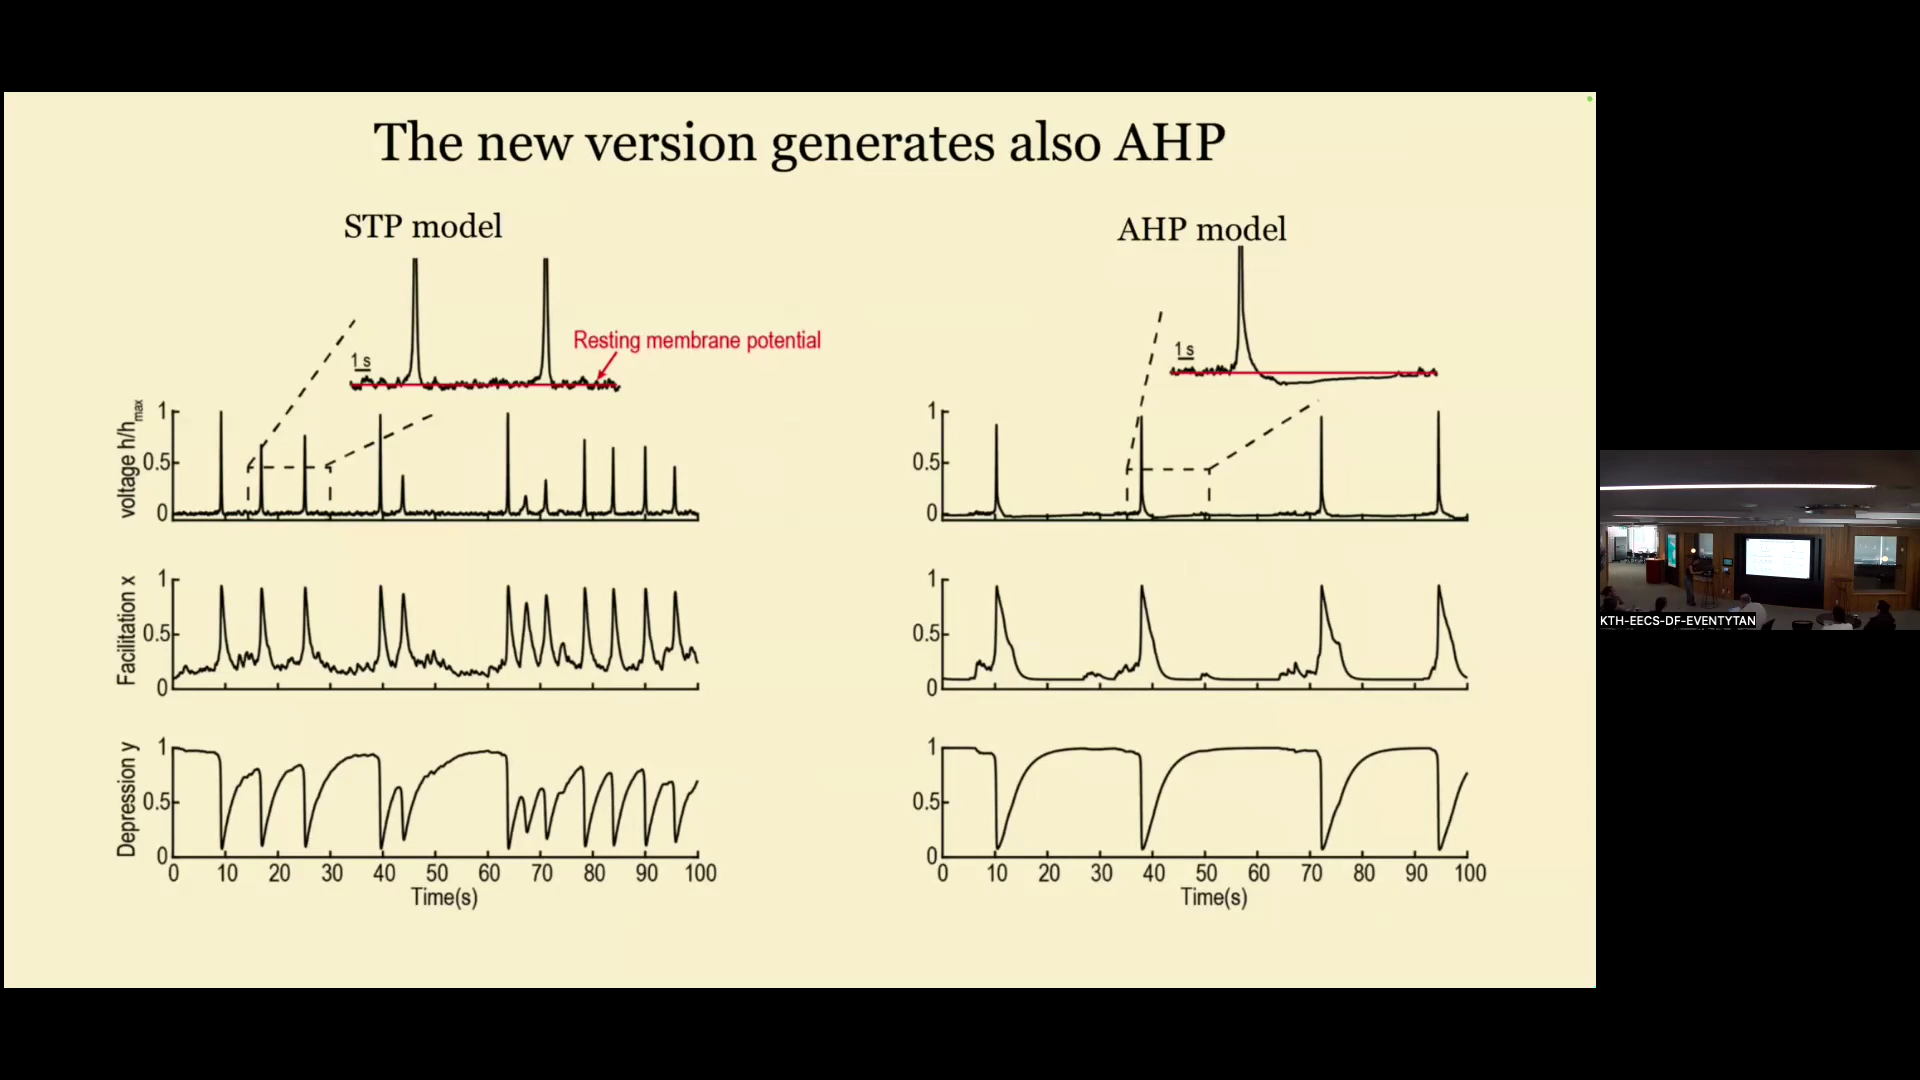 The new version generates also AHP
STP model
AHP model
Resting membrane potential
1 s
1 s
voltage h/hmax
1
0.5
0
1
0.5
0
Facilitation x
1
0.5
0
1
0.5
0
Depression y
1
0.5
0
1
0.5
0
0 10 20 30 40 50 60 70 80 90 100
0 10 20 30 40 50 60 70 80 90 100
Time(s)
Time(s)
KTH-EECS-DF-EVENTYTAN